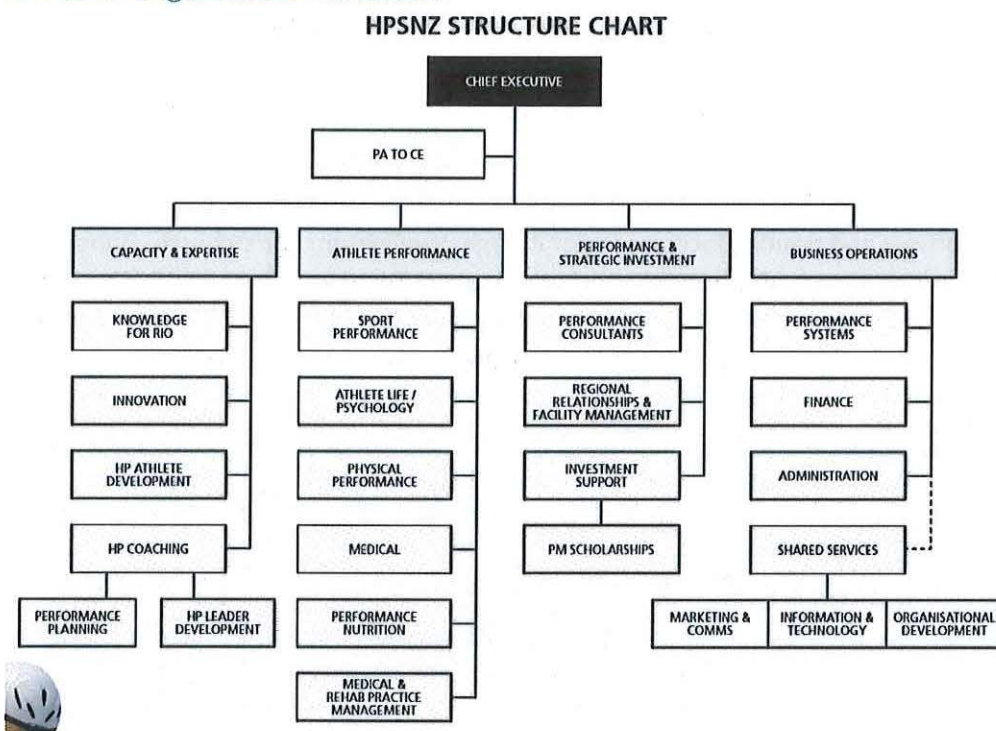 HPSNZ STRUCTURE CHART
CHIEF EXECUTIVE
PA TO CE
CAPACITY & EXPERTISE
ATHLETE PERFORMANCE
PERFORMANCE &
STRATEGIC INVESTMENT
BUSINESS OPERATIONS
KNOWLEDGE
FOR RIO
SPORT
PERFORMANCE
PERFORMANCE
CONSULTANTS
PERFORMANCE
SYSTEMS
INNOVATION
ATHLETE LIFE /
PSYCHOLOGY
REGIONAL
RELATIONSHIPS &
FACILITY MANAGEMENT
FINANCE
HP ATHLETE
DEVELOPMENT
PHYSICAL
PERFORMANCE
INVESTMENT
SUPPORT
ADMINISTRATION
HP COACHING
MEDICAL
PM SCHOLARSHIPS
SHARED SERVICES
PERFORMANCE
PLANNING
HP LEADER
DEVELOPMENT
PERFORMANCE
NUTRITION
MARKETING &
COMMS
INFORMATION &
TECHNOLOGY
ORGANISATIONAL
DEVELOPMENT
MEDICAL &
REHAB PRACTICE
MANAGEMENT